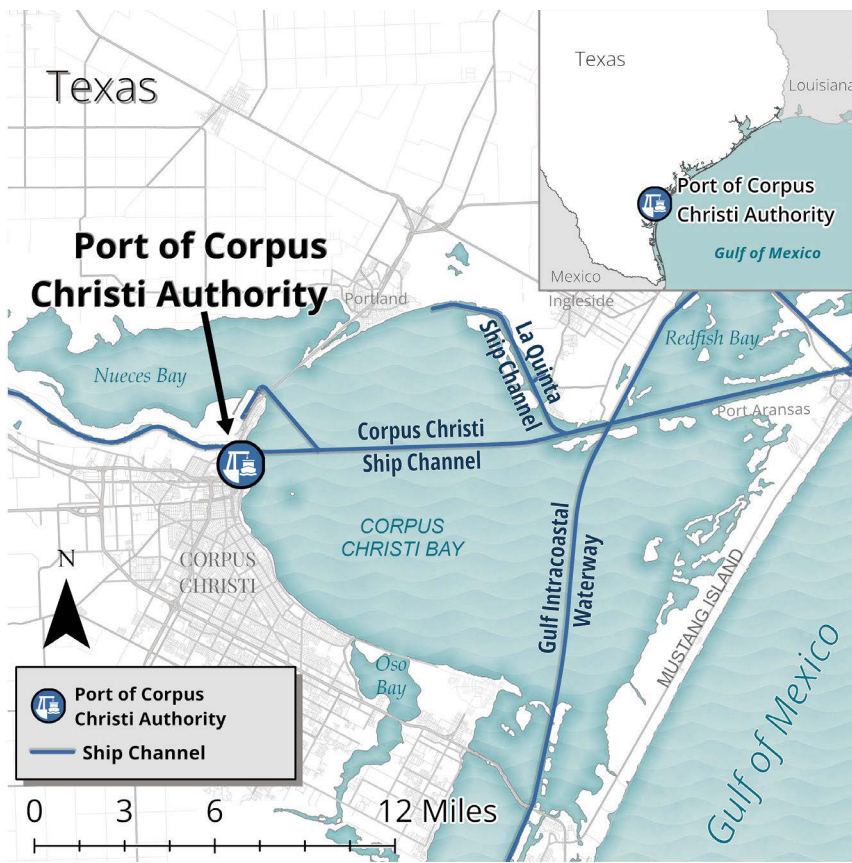 Texas
Port of Corpus
Christi Authority
Portland
Nueces Bay
Texas
Louisiana
Port of Corpus
Christi Authority
Gulf of Mexico
Mexico
Ingleside
Redfish Bay
La Quinta
Ship Channel
Port Aransas
Corpus Christi
Ship Channel
CORPUS
CHRISTI BAY
CORPUS
CHRISTI
Gulf Intracoastal
Waterway
MUSTANG ISLAND
Gulf of Mexico
Oso
Bay
N
Port of Corpus
Christi Authority
Ship Channel
0 3 6 12 Miles